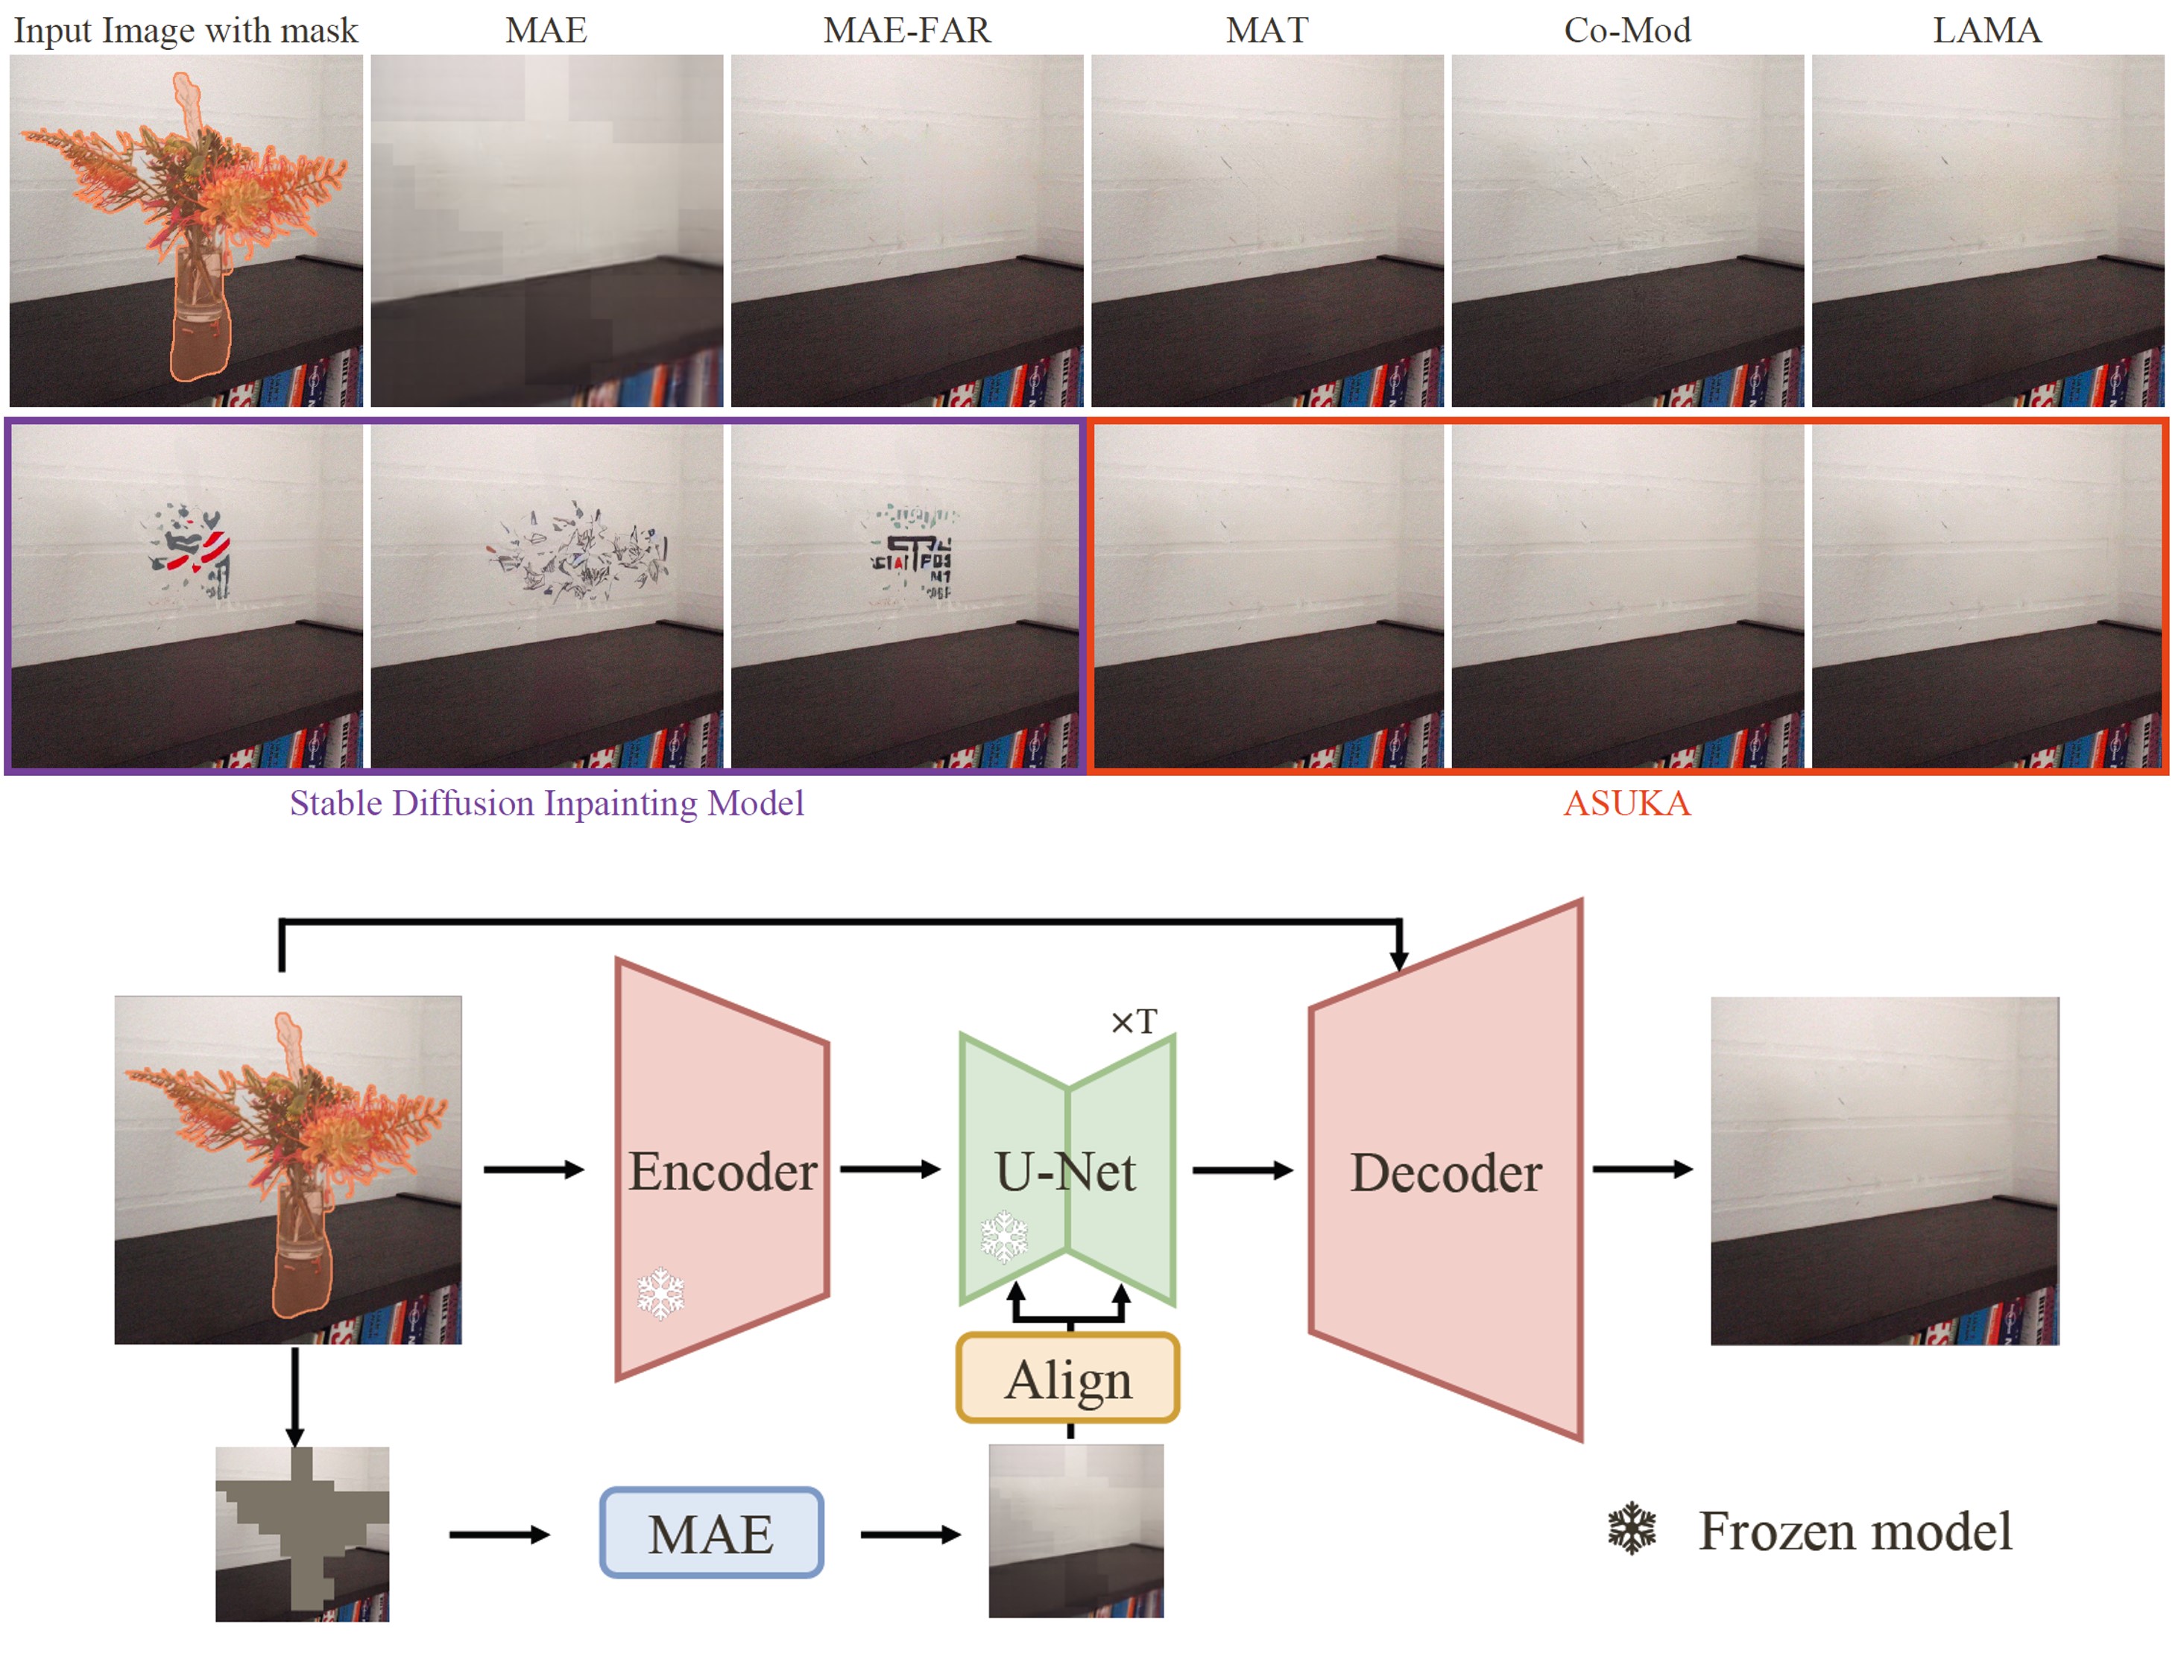 Input Image with mask MAE MAE-FAR MAT Co-Mod LAMA
Stable Diffusion Inpainting Model ASUKA
×T
Encoder U-Net Decoder
Align
MAE
Frozen model